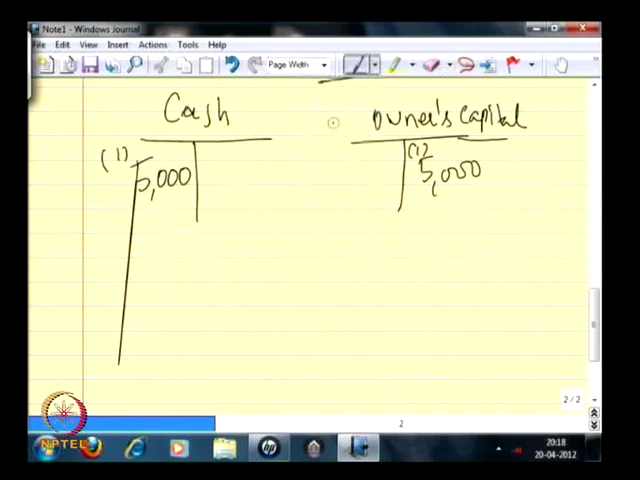 Note1 - Windows Journal
File Edit View Insert Actions Tools Help
Page Width
Cash owner's capital
(1) 5,000 (1) 5,000
2 / 2
2
NPTEL
hp
20:18
20-04-2012